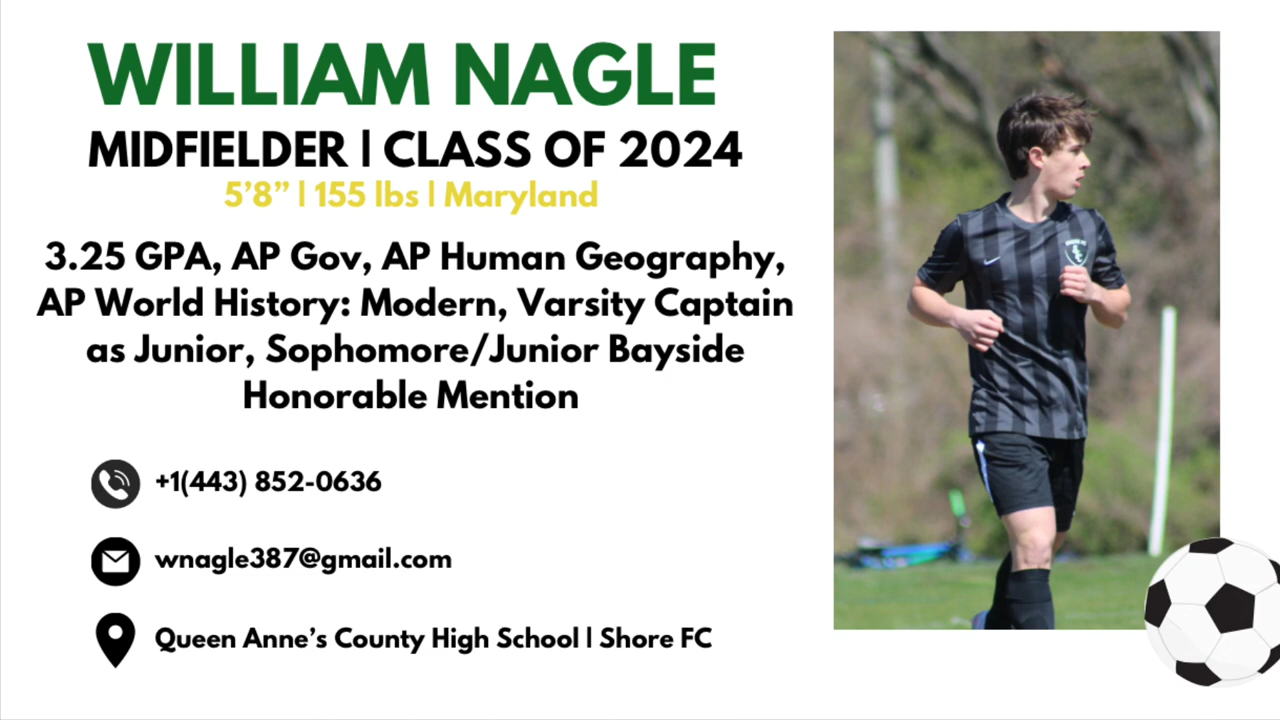 WILLIAM NAGLE
MIDFIELDER | CLASS OF 2024
5’8” | 155 lbs | Maryland
3.25 GPA, AP Gov, AP Human Geography,
AP World History: Modern, Varsity Captain
as Junior, Sophomore/Junior Bayside
Honorable Mention
+1(443) 852-0636
wnagle387@gmail.com
Queen Anne’s County High School | Shore FC